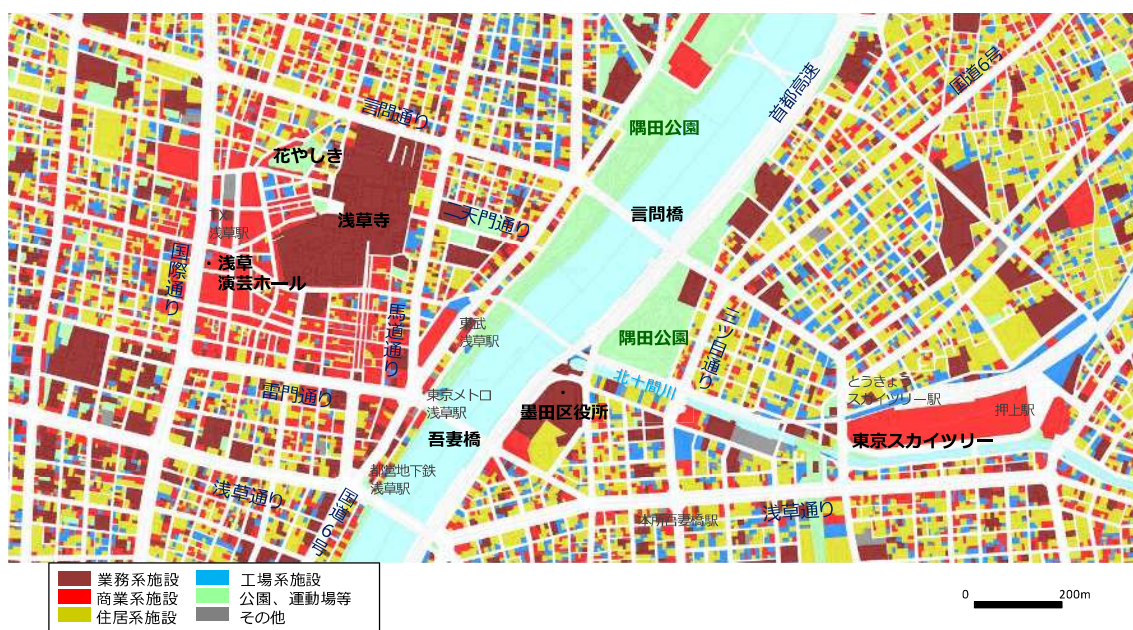 国道6号
首都高速
言問通り
隅田公園
花やしき
言問橋
浅草寺
二天門通り
TX
浅草駅
浅草
演芸ホール
国際通り
馬道通り
東武
浅草駅
隅田公園
三ツ目通り
北十間川
とうきょう
スカイツリー駅
雷門通り
東京メトロ
浅草駅
墨田区役所
押上駅
吾妻橋
東京スカイツリー
都営地下鉄
浅草駅
浅草通り
国道6号
本所吾妻橋駅
浅草通り
業務系施設
工場系施設
商業系施設
公園、運動場等
住居系施設
その他
0 200m